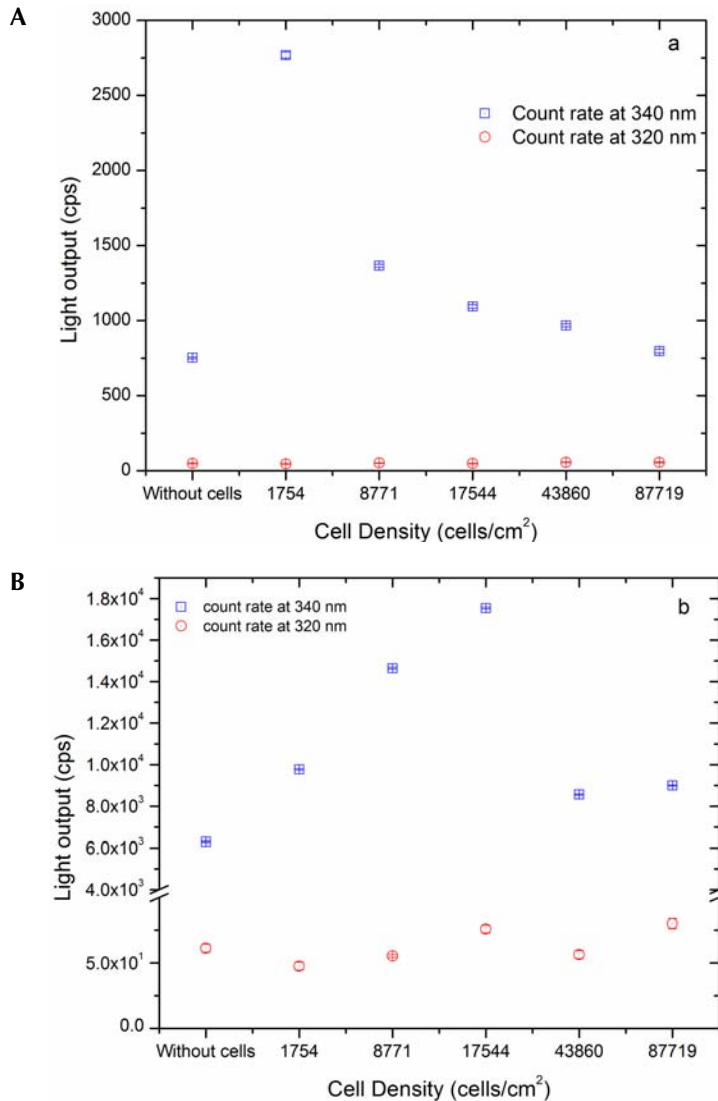 A
a
3000
2500
2000
1500
1000
500
0
Light output (cps)
Count rate at 340 nm
Count rate at 320 nm
Without cells 1754 8771 17544 43860 87719
Cell Density (cells/cm²)
B
b
1.8x10⁴
1.6x10⁴
1.4x10⁴
1.2x10⁴
1.0x10⁴
8.0x10³
6.0x10³
4.0x10³
5.0x10¹
0.0
Light output (cps)
count rate at 340 nm
count rate at 320 nm
Without cells 1754 8771 17544 43860 87719
Cell Density (cells/cm²)